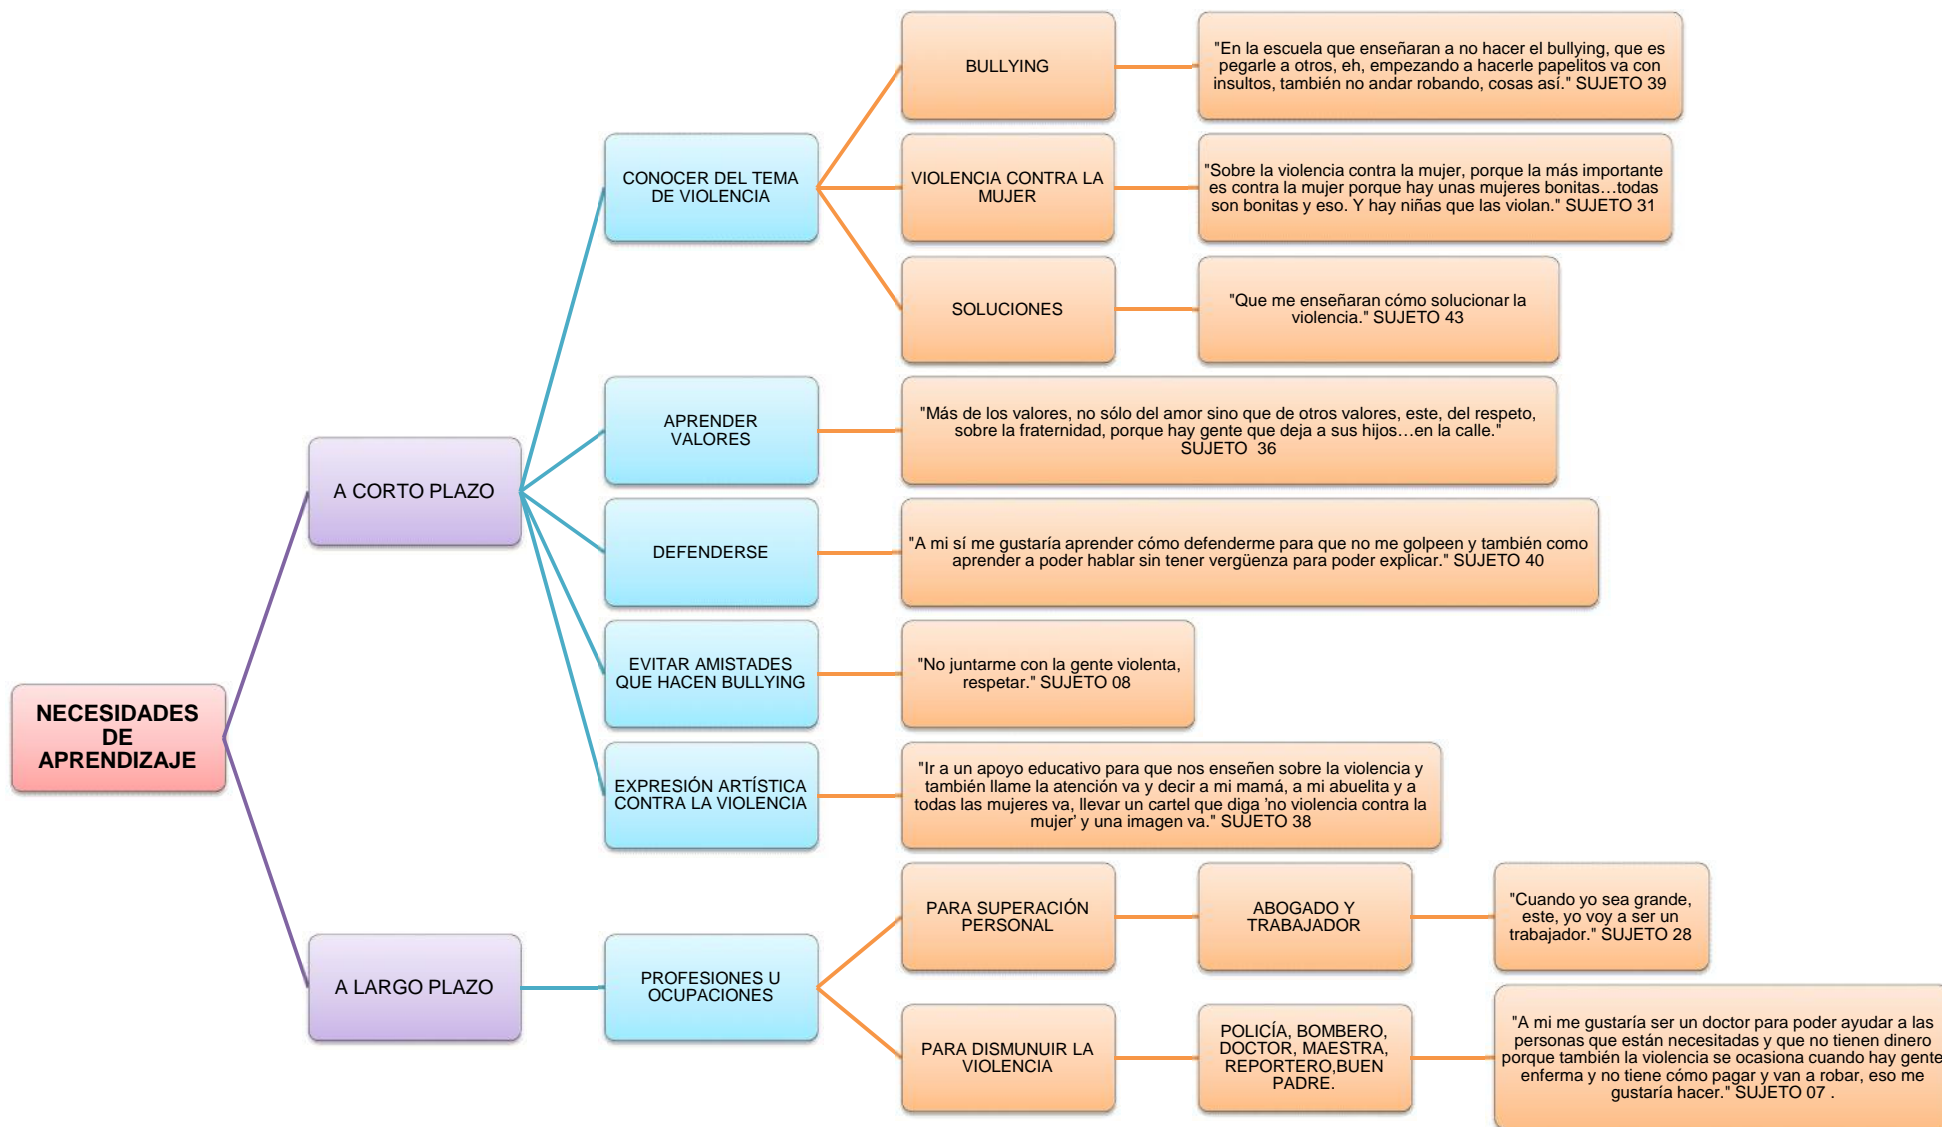 NECESIDADES
DE
APRENDIZAJE
A CORTO PLAZO
CONOCER DEL TEMA
DE VIOLENCIA
BULLYING
"En la escuela que enseñaran a no hacer el bullying, que es
pegarle a otros, eh, empezando a hacerle papelitos va con
insultos, también no andar robando, cosas así." SUJETO 39
VIOLENCIA CONTRA LA
MUJER
"Sobre la violencia contra la mujer, porque la más importante
es contra la mujer porque hay unas mujeres bonitas…todas
son bonitas y eso. Y hay niñas que las violan." SUJETO 31
SOLUCIONES
"Que me enseñaran cómo solucionar la
violencia." SUJETO 43
APRENDER
VALORES
"Más de los valores, no sólo del amor sino que de otros valores, este, del respeto,
sobre la fraternidad, porque hay gente que deja a sus hijos…en la calle."
SUJETO 36
DEFENDERSE
"A mi sí me gustaría aprender cómo defenderme para que no me golpeen y también como
aprender a poder hablar sin tener vergüenza para poder explicar." SUJETO 40
EVITAR AMISTADES
QUE HACEN BULLYING
"No juntarme con la gente violenta,
respetar." SUJETO 08
EXPRESIÓN ARTÍSTICA
CONTRA LA VIOLENCIA
"Ir a un apoyo educativo para que nos enseñen sobre la violencia y
también llame la atención va y decir a mi mamá, a mi abuelita y a
todas las mujeres va, llevar un cartel que diga 'no violencia contra la
mujer' y una imagen va." SUJETO 38
A LARGO PLAZO
PROFESIONES U
OCUPACIONES
PARA SUPERACIÓN
PERSONAL
ABOGADO Y
TRABAJADOR
"Cuando yo sea grande,
este, yo voy a ser un
trabajador." SUJETO 28
PARA DISMUNUIR LA
VIOLENCIA
POLICÍA, BOMBERO,
DOCTOR, MAESTRA,
REPORTERO,BUEN
PADRE.
"A mi me gustaría ser un doctor para poder ayudar a las
personas que están necesitadas y que no tienen dinero
porque también la violencia se ocasiona cuando hay gente
enferma y no tiene cómo pagar y van a robar, eso me
gustaría hacer." SUJETO 07 .